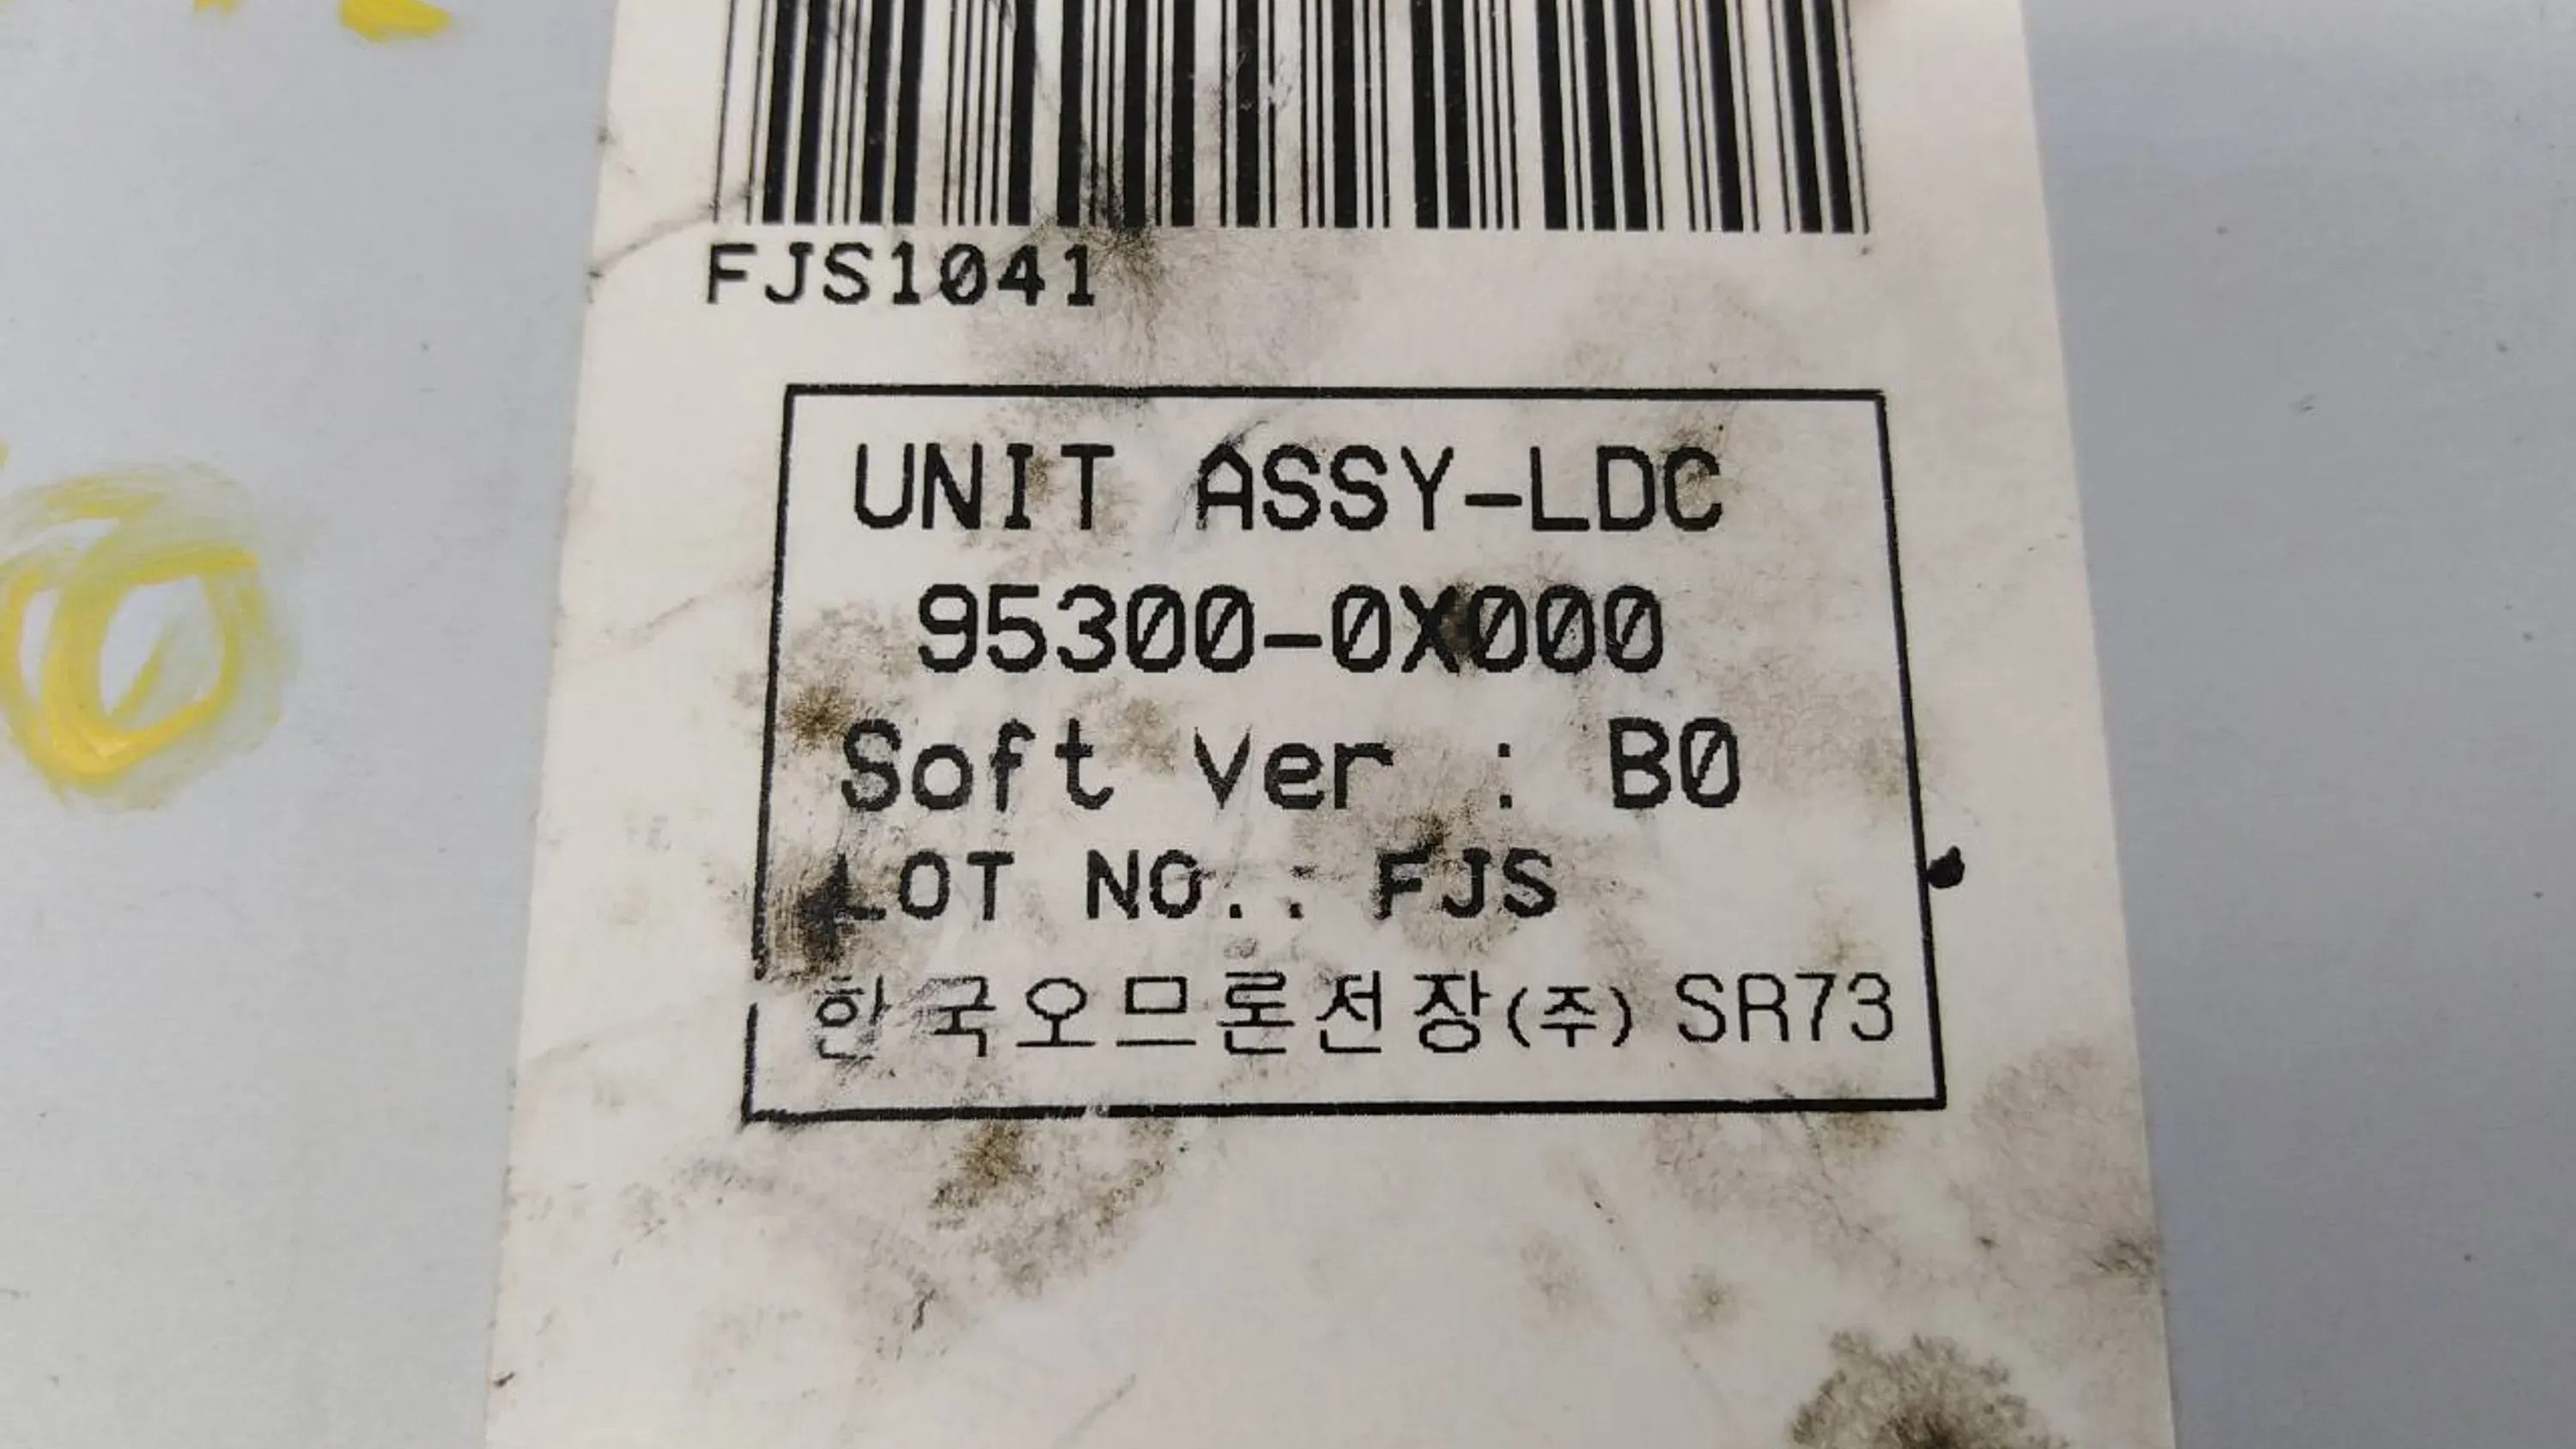 FJS1041
UNIT ASSY-LDC
95300-0X000
Soft Ver : B0
LOT NO.: FJS
한국오므론전장(주) SR73